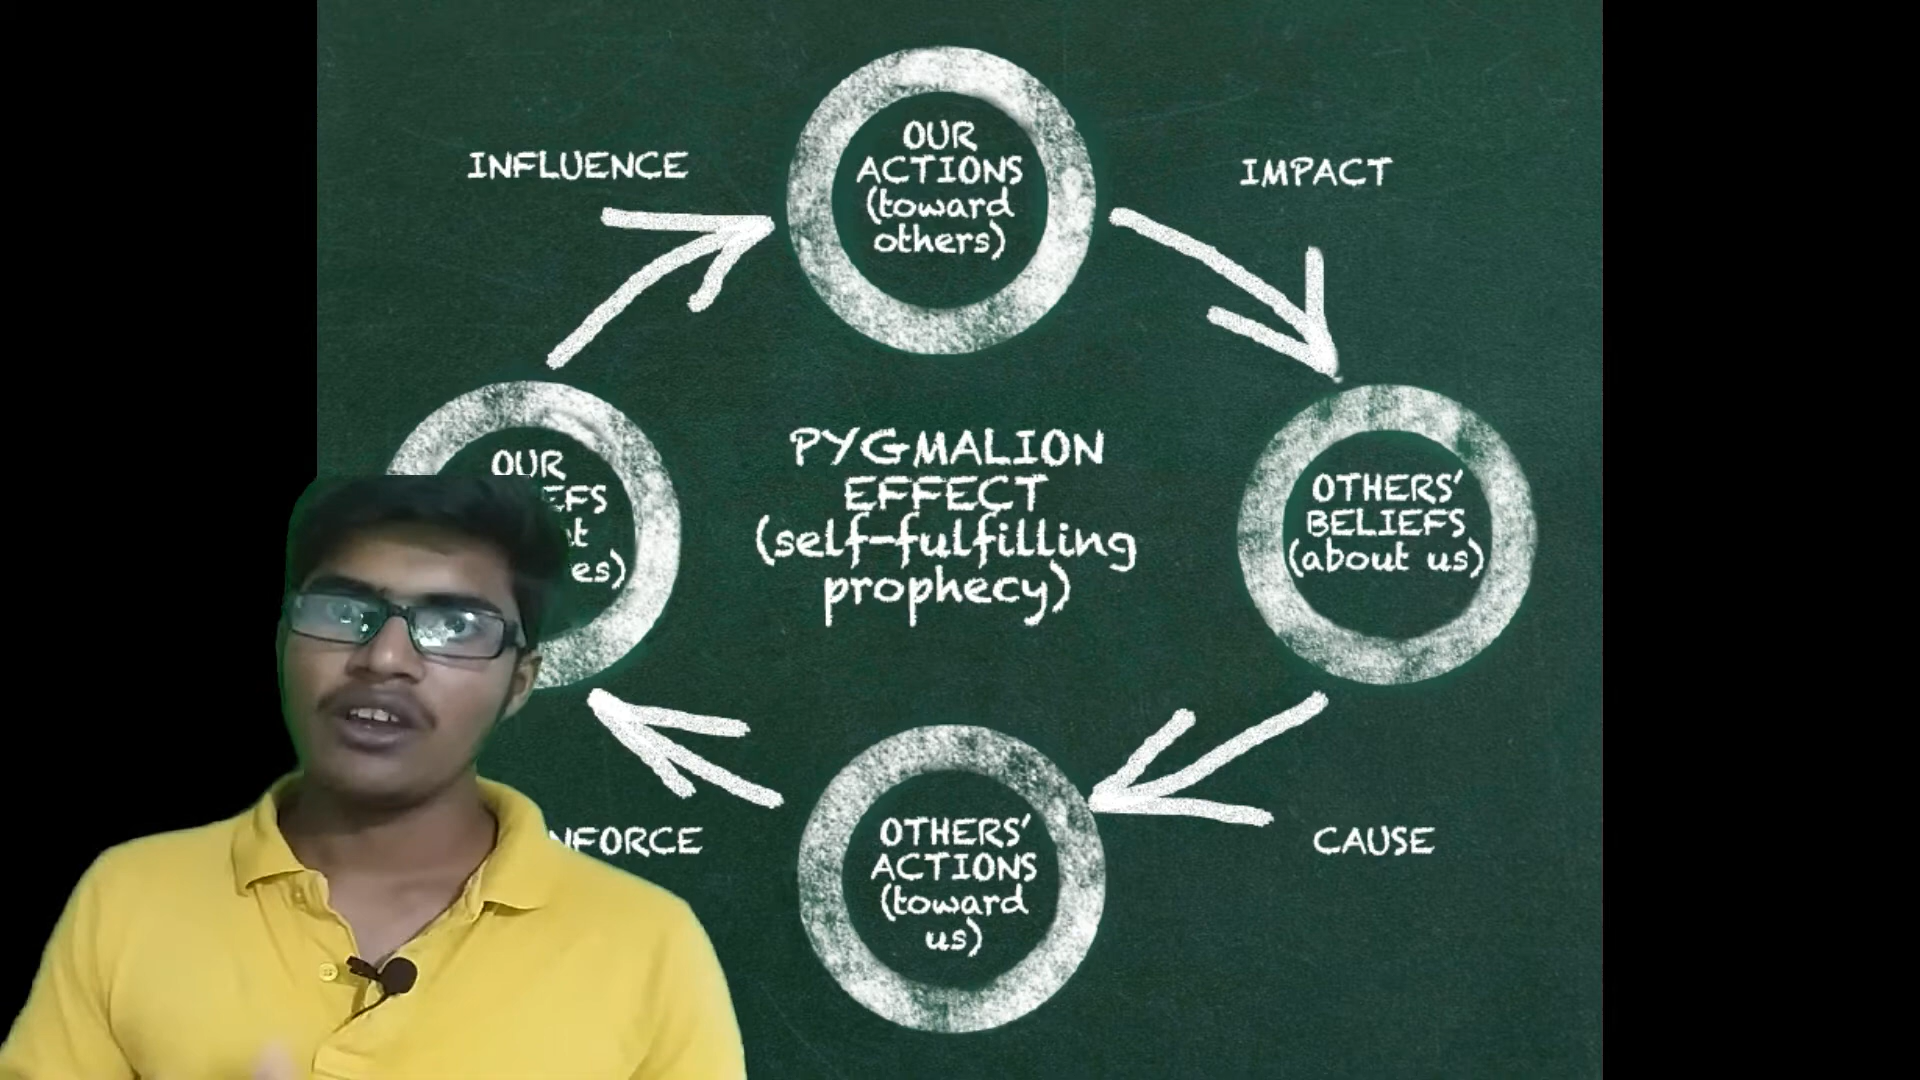 INFLUENCE
IMPACT
OUR
ACTIONS
(toward
others)
OUR
PYGMALION
EFFECT
(self-fulfilling
prophecy)
OTHERS'
BELIEFS
(about us)
CAUSE
OTHERS'
ACTIONS
(toward
us)